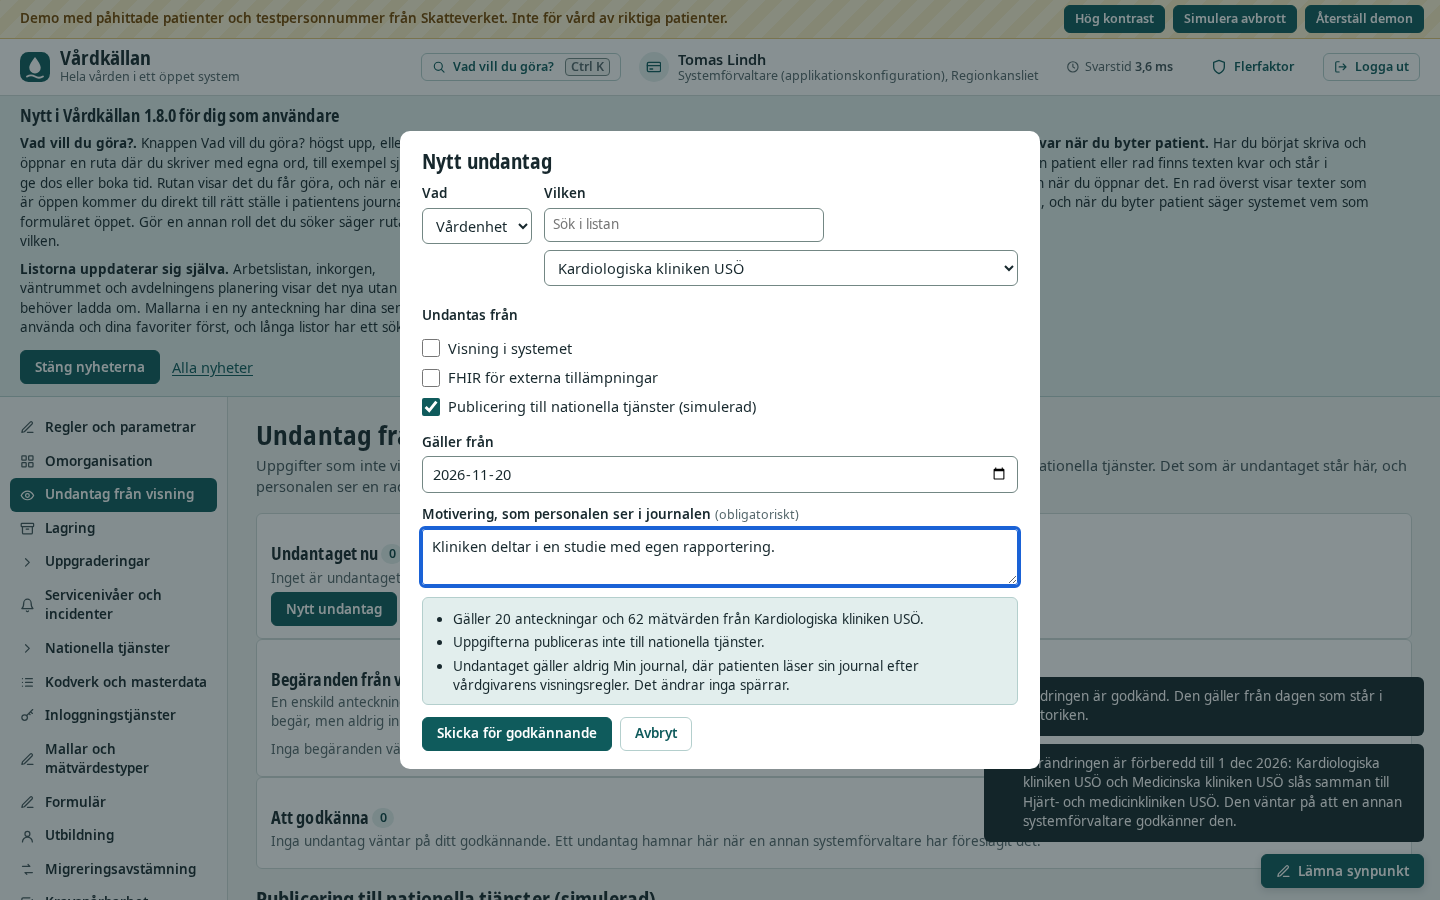 Demo med påhittade patienter och testpersonnummer från Skatteverket. Inte för vård av riktiga patienter.
Hög kontrast
Simulera avbrott
Återställ demon
Vårdkällan
Hela vården i ett öppet system
Vad vill du göra? Ctrl K
Tomas Lindh
Systemförvaltare (applikationskonfiguration), Regionkansliet
Svarstid 3,6 ms
Flerfaktor
Logga ut
Nytt i Vårdkällan 1.8.0 för dig som användare
Vad vill du göra?. Knappen Vad vill du göra? högst upp, elle
öppnar en ruta där du skriver med egna ord, till exempel
ge dos eller boka tid. Rutan visar det du får göra, och när
är öppen kommer du direkt till rätt ställe i patientens
formuläret öppet. Gör en annan roll det du söker säger
vilken.
Listorna uppdaterar sig själva. Arbetslistan, inkorgen,
väntrummet och avdelningens planering visar det nya utan
behöver ladda om. Mallarna i en ny anteckning har dina
använda och dina favoriter först, och långa listor har ett
var när du byter patient. Har du börjat skriva och
patient eller rad finns texten kvar och står i
när du öppnar det. En rad överst visar texter som
, och när du byter patient säger systemet vem som
Stäng nyheterna
Alla nyheter
Regler och parametrar
Omorganisation
Undantag från visning
Lagring
Uppgraderingar
Servicenivåer och
incidenter
Nationella tjänster
Kodverk och masterdata
Inloggningstjänster
Mallar och
mätvärdestyper
Formulär
Utbildning
Migreringsavstämning
Undantag
Uppgifter som inte
ationella tjänster. Det som är undantaget står här, och
personalen ser en
Undantaget nu 0
Inget är undantaget
Nytt undantag
Begäranden från
En enskild
begär, men aldrig
Inga begäranden
Att godkänna 0
Inga undantag väntar på ditt godkännande. Ett undantag hamnar här när en annan systemförvaltare har föreslagit det.
Publicering till nationella tjänster (simulerad)
Nytt undantag
Vad
Vårdenhet
Vilken
Sök i listan
Kardiologiska kliniken USÖ
Undantas från
Visning i systemet
FHIR för externa tillämpningar
Publicering till nationella tjänster (simulerad)
Gäller från
2026-11-20
Motivering, som personalen ser i journalen (obligatoriskt)
Kliniken deltar i en studie med egen rapportering.
Gäller 20 anteckningar och 62 mätvärden från Kardiologiska kliniken USÖ.
Uppgifterna publiceras inte till nationella tjänster.
Undantaget gäller aldrig Min journal, där patienten läser sin journal efter
vårdgivarens visningsregler. Det ändrar inga spärrar.
Skicka för godkännande
Avbryt
dringen är godkänd. Den gäller från dagen som står i
toriken.
rändringen är förberedd till 1 dec 2026: Kardiologiska
kliniken USÖ och Medicinska kliniken USÖ slås samman till
Hjärt- och medicinkliniken USÖ. Den väntar på att en annan
systemförvaltare godkänner den.
Lämna synpunkt